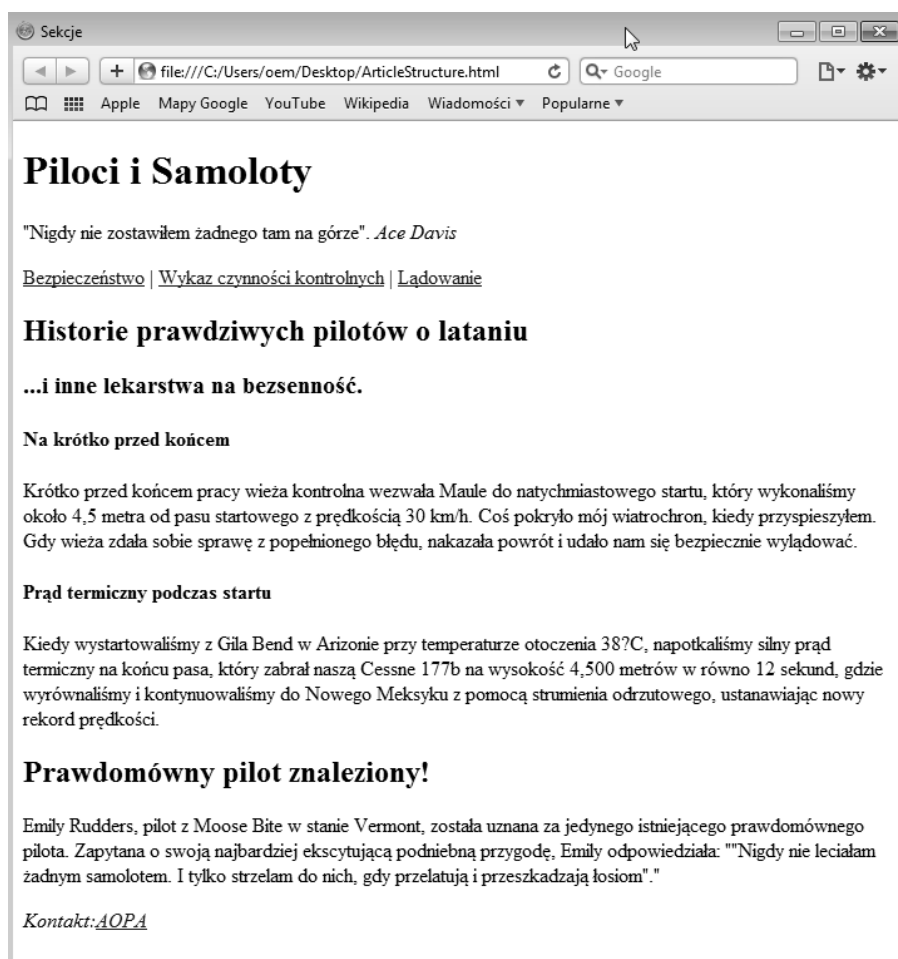 Sekcje
file:///C:/Users/oem/Desktop/ArticleStructure.html
Google
Apple Mapy Google YouTube Wikipedia Wiadomości Popularne
Piloci i Samoloty
"Nigdy nie zostawiłem żadnego tam na górze". Ace Davis
Bezpieczeństwo | Wykaz czynności kontrolnych | Lądowanie
Historie prawdziwych pilotów o lataniu
...i inne lekarstwa na bezsenność.
Na krótko przed końcem
Krótko przed końcem pracy wieża kontrolna wezwała Maule do natychmiastowego startu, który wykonaliśmy
około 4,5 metra od pasu startowego z prędkością 30 km/h. Coś pokryło mój wiatrochron, kiedy przyspieszyłem.
Gdy wieża zdała sobie sprawę z popełnionego błędu, nakazała powrót i udało nam się bezpiecznie wylądować.
Prąd termiczny podczas startu
Kiedy wystartowaliśmy z Gila Bend w Arizonie przy temperaturze otoczenia 38?C, napotkaliśmy silny prąd
termiczny na końcu pasa, który zabrał naszą Cessne 177b na wysokość 4,500 metrów w równo 12 sekund, gdzie
wyrównaliśmy i kontynuowaliśmy do Nowego Meksyku z pomocą strumienia odrzutowego, ustanawiając nowy
rekord prędkości.
Prawdomówny pilot znaleziony!
Emily Rudders, pilot z Moose Bite w stanie Vermont, została uznana za jedynego istniejącego prawdomównego
pilota. Zapytana o swoją najbardziej ekscytującą podniebną przygodę, Emily odpowiedziała: ""Nigdy nie leciałam
żadnym samolotem. I tylko strzelam do nich, gdy przelatują i przeszkadzają łosiom"."
Kontakt:AOPA